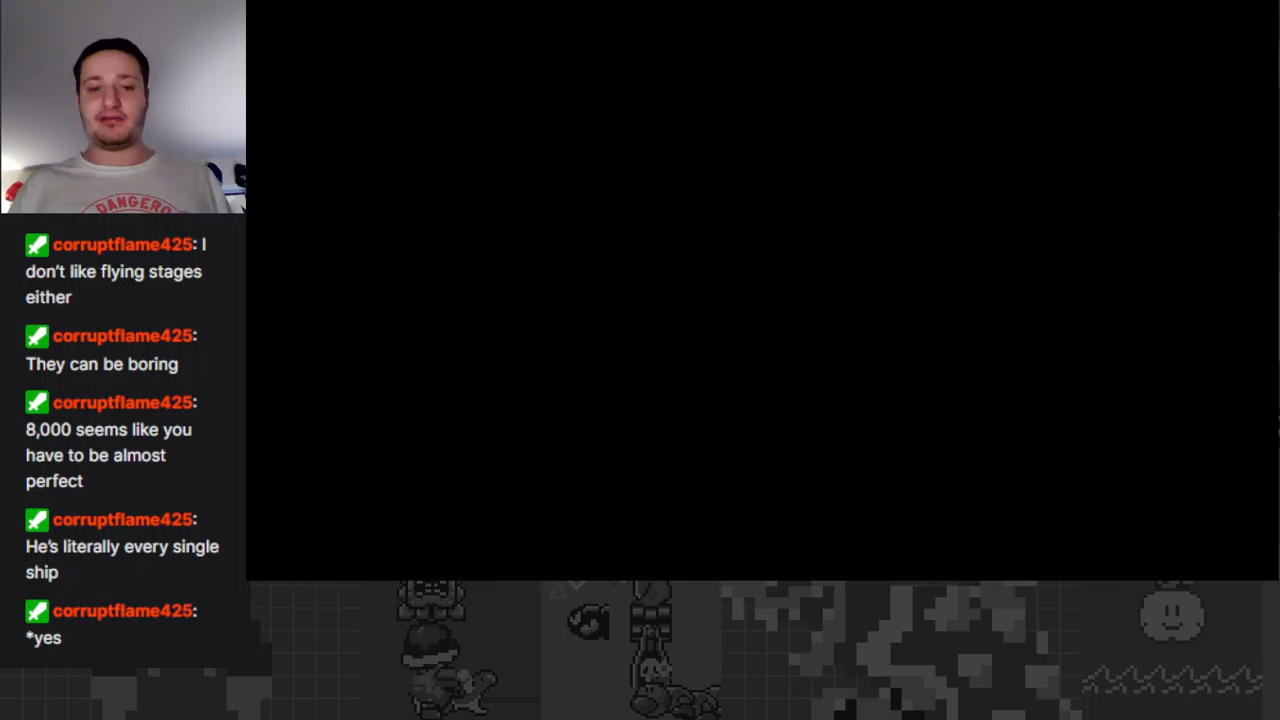 DANGERO
corruptflame425: I
don't like flying stages
either
corruptflame425:
They can be boring
corruptflame425:
8,000 seems like you
have to be almost
perfect
corruptflame425:
He's literally every single
ship
corruptflame425:
*yes